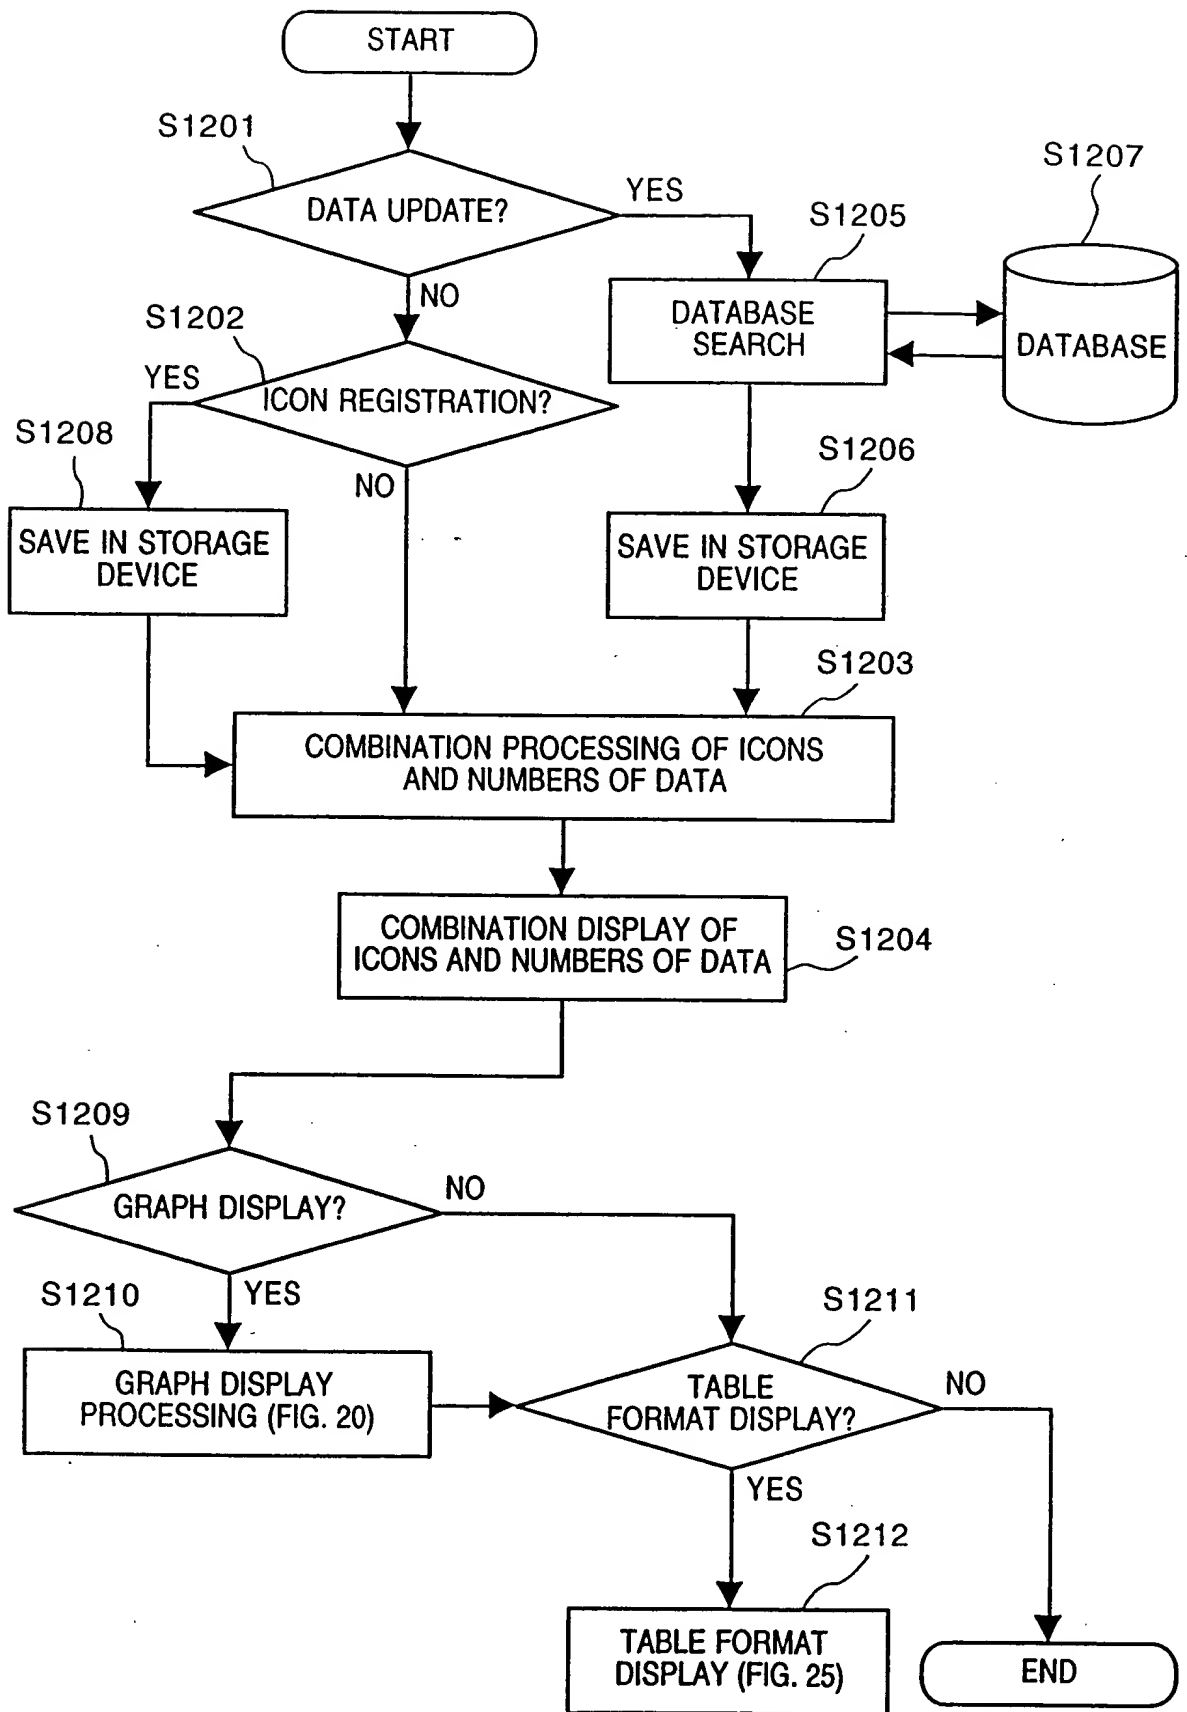 START
S1201
DATA UPDATE?
YES
S1207
S1205
NO
DATABASE
SEARCH
DATABASE
S1202
YES
ICON REGISTRATION?
S1208
NO
S1206
SAVE IN STORAGE
DEVICE
SAVE IN STORAGE
DEVICE
S1203
COMBINATION PROCESSING OF ICONS
AND NUMBERS OF DATA
COMBINATION DISPLAY OF
ICONS AND NUMBERS OF DATA
S1204
S1209
GRAPH DISPLAY?
NO
YES
S1210
S1211
GRAPH DISPLAY
PROCESSING (FIG. 20)
TABLE
FORMAT DISPLAY?
NO
YES
S1212
TABLE FORMAT
DISPLAY (FIG. 25)
END